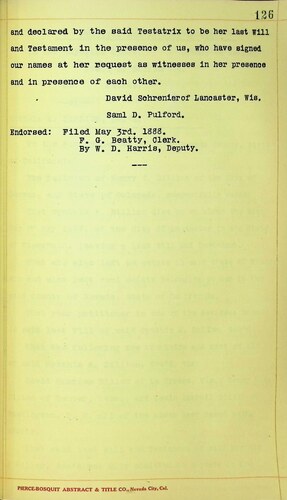 126
and declared by the said Testatrix to be her last Will
and Testament in the presence of us, who have signed
our names at her request as witnesses in her presence
and in presence of each other.
David Schrenierof Lancaster, Wis.
Saml D. Pulford.
Endorsed: Filed May 3rd. 1888.
F. G. Beatty, Clerk.
By W. D. Harris, Deputy.
---
PIERCE-BOSQUIT ABSTRACT & TITLE CO., Nevada City, Cal.